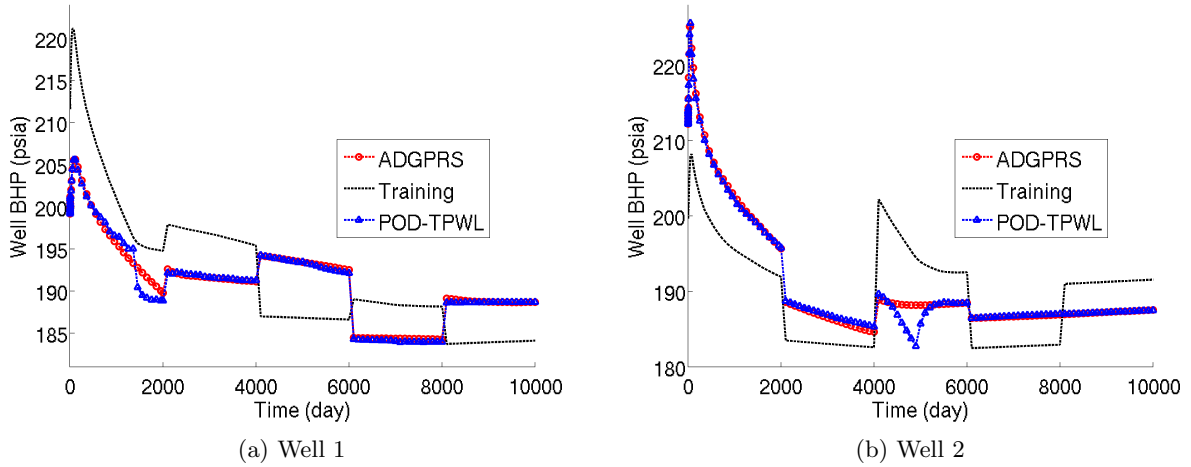 220
215
210
205
200
195
190
185
Well BHP (psia)
0 2000 4000 6000 8000 10000
Time (day)
ADGPRS
Training
POD-TPWL
(a) Well 1
220
210
200
190
180
Well BHP (psia)
0 2000 4000 6000 8000 10000
Time (day)
ADGPRS
Training
POD-TPWL
(b) Well 2